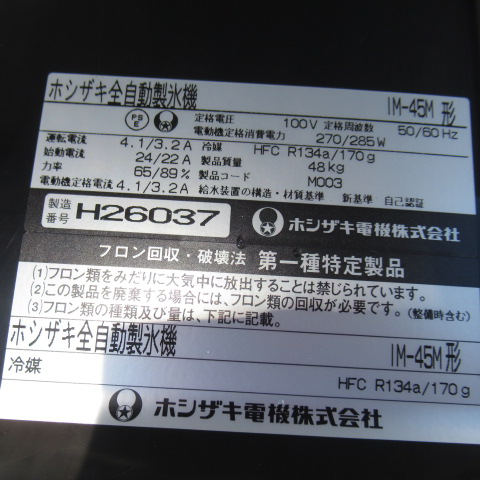 ホシザキ全自動製氷機 IM-45M 形
PS E 定格電圧 100V 定格周波数 50/60Hz
電動機定格消費電力 270/285W
運転電流 4.1/3.2A 冷媒 HFC R134a/170g
始動電流 24/22A 製品質量 48kg
力率 65/89% 製品コード M003
電動機定格電流 4.1/3.2A 給水装置の構造・材質基準 新基準 自己認証
製造番号 H26037 ホシザキ電機株式会社
フロン回収・破壊法 第一種特定製品
(1)フロン類をみだりに大気中に放出することは禁じられています。
(2)この製品を廃棄する場合には、フロン類の回収が必要です。(整備時含む)
(3)フロン類の種類及び量は、下記に記載。
ホシザキ全自動製氷機 IM-45M 形
冷媒 HFC R134a/170g
ホシザキ電機株式会社